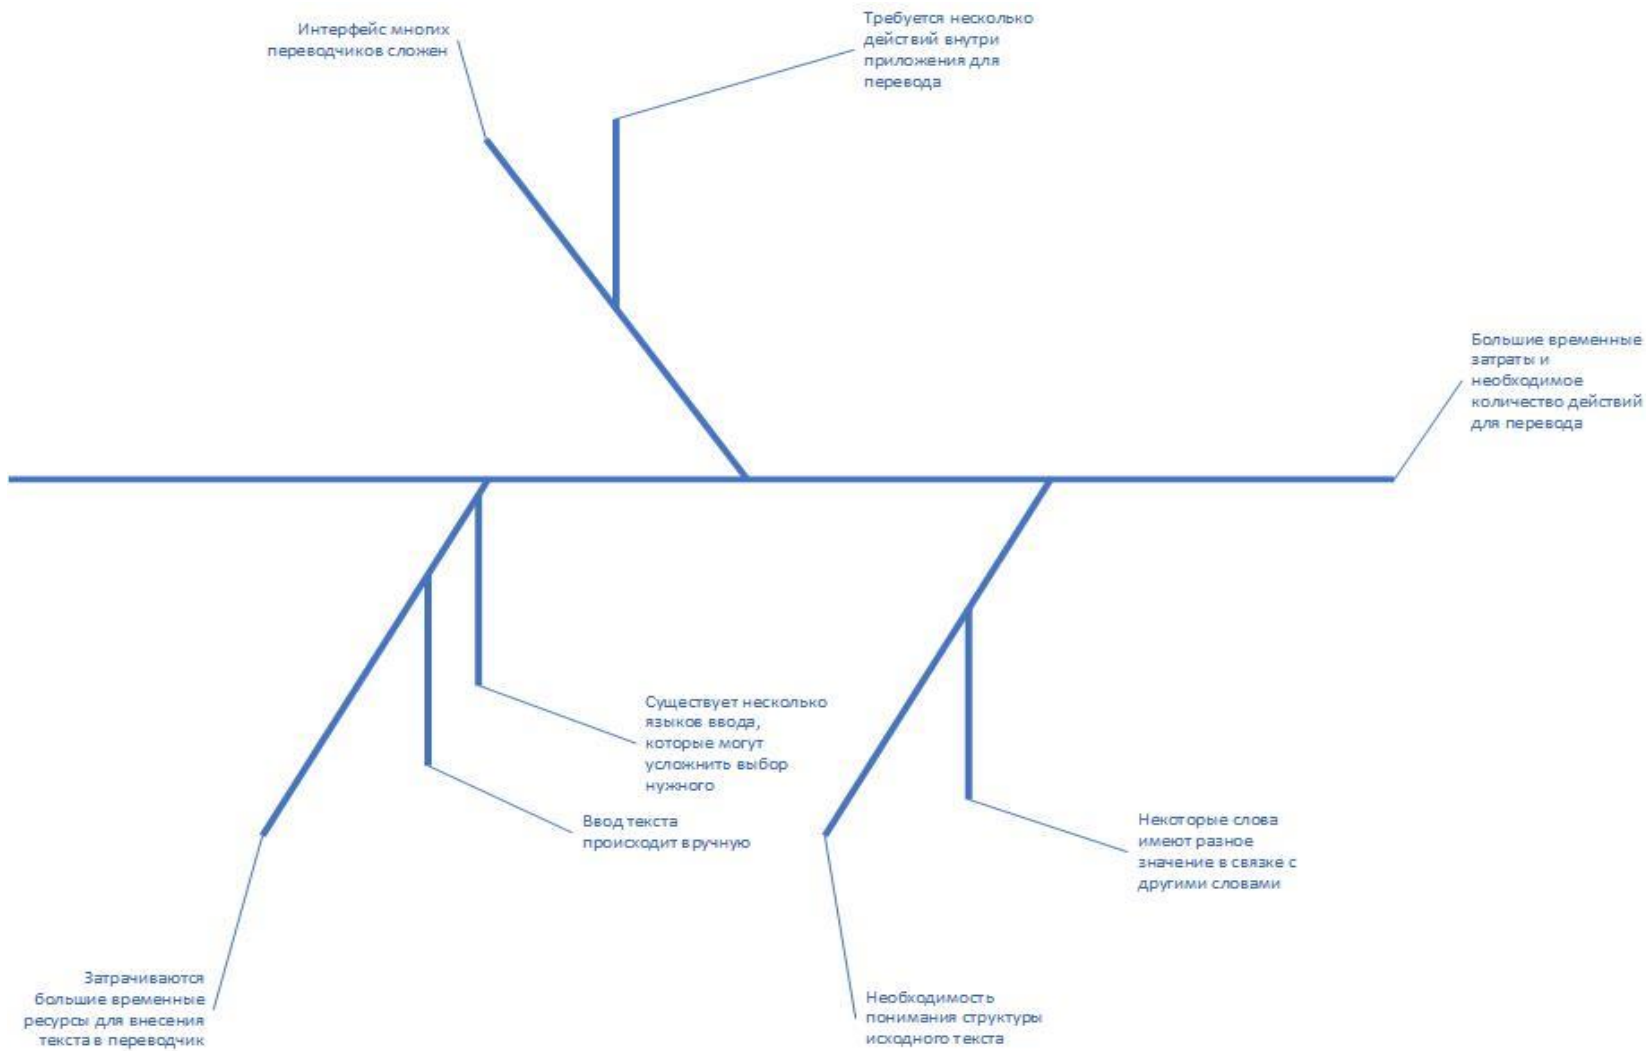 Интерфейс многих
переводчиков сложен
Требуется несколько
действий внутри
приложения для
перевода
Большие временные
затраты и
необходимое
количество действий
для перевода
Существует несколько
языков ввода,
которые могут
усложнить выбор
нужного
Ввод текста
происходит вручную
Некоторые слова
имеют разное
значение в связке с
другими словами
Затрачиваются
большие временные
ресурсы для внесения
текста в переводчик
Необходимость
понимания структуры
исходного текста